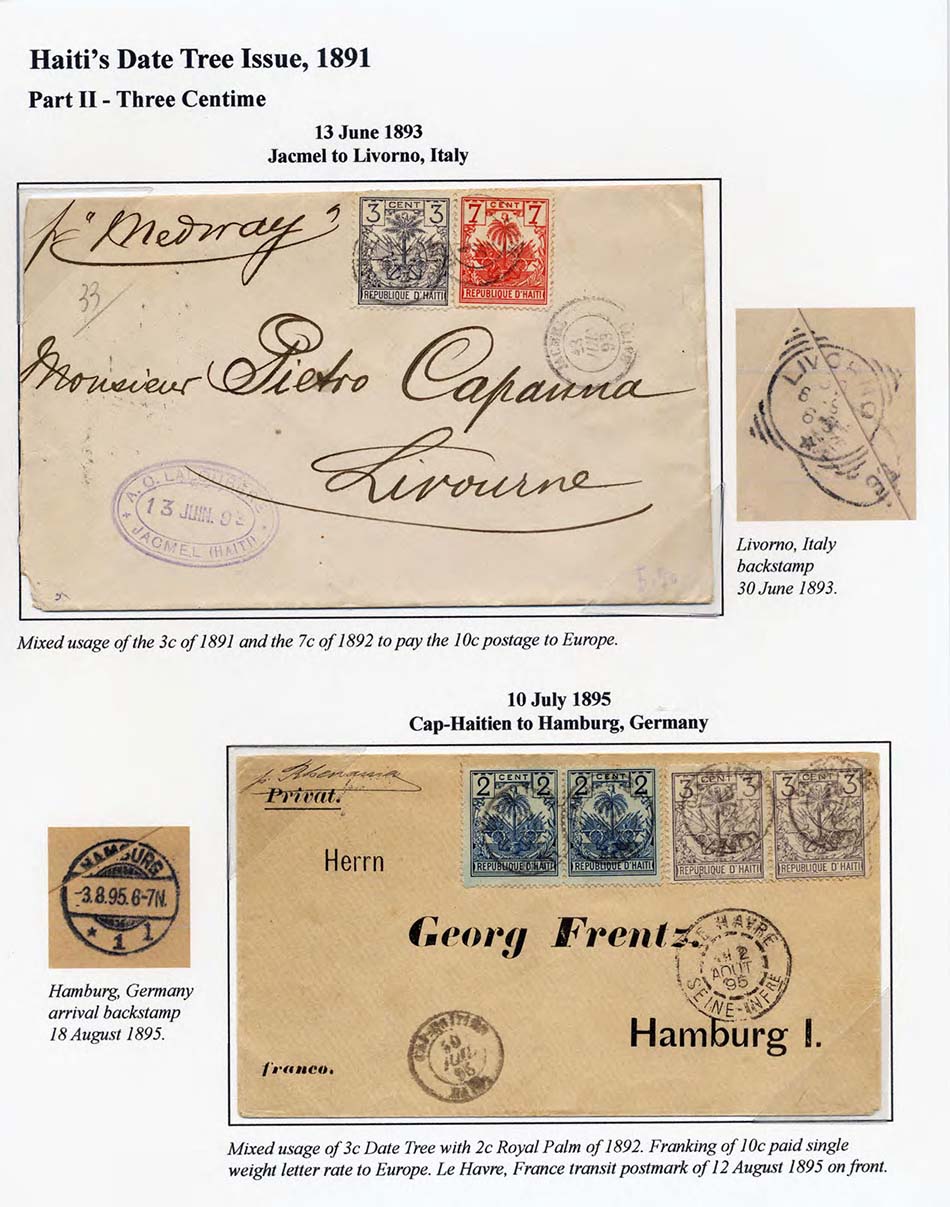 Haiti's Date Tree Issue, 1891
Part II - Three Centime
13 June 1893
Jacmel to Livorno, Italy
p "Medway"
3 CENT 3
REPUBLIQUE D'HAITI
7 CENT 7
REPUBLIQUE D'HAITI
33
JACMEL
13
JUIN
93
Monsieur Pietro Capanna
Livourne
A. O.
13 JUIN. 93
JACMEL (HAITI)
LIVORNO
Livorno, Italy
backstamp
30 June 1893.
Mixed usage of the 3c of 1891 and the 7c of 1892 to pay the 10c postage to Europe.
10 July 1895
Cap-Haitien to Hamburg, Germany
p. Rhenania
Privat.
2 CENT 2
REPUBLIQUE D'HAITI
2 CENT 2
REPUBLIQUE D'HAITI
3 CENT 3
REPUBLIQUE D'HAITI
3 CENT 3
REPUBLIQUE D'HAITI
Herrn
Georg Frentz.
LE HAVRE
2
AOUT
95
SEINE-INFRE
Hamburg I.
CAP-HAITIEN
10
JUIL
95
HAITI
franco.
HAMBURG
-3.8.95.6-7N.
* 1 1
Hamburg, Germany
arrival backstamp
18 August 1895.
Mixed usage of 3c Date Tree with 2c Royal Palm of 1892. Franking of 10c paid single
weight letter rate to Europe. Le Havre, France transit postmark of 12 August 1895 on front.